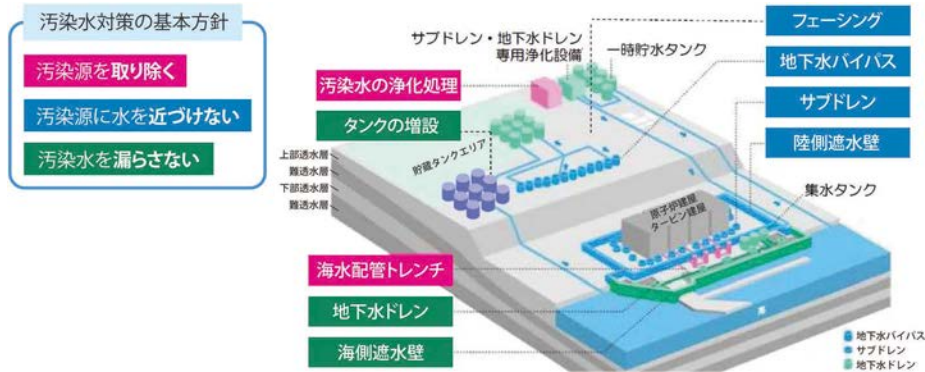 汚染水対策の基本方針
汚染源を取り除く
汚染源に水を近づけない
汚染水を漏らさない
サブドレン・地下水ドレン
専用浄化設備
一時貯水タンク
フェーシング
地下水バイパス
サブドレン
陸側遮水壁
集水タンク
汚染水の浄化処理
タンクの増設
貯蔵タンクエリア
上部透水層
難透水層
下部透水層
難透水層
原子炉建屋
タービン建屋
海水配管トレンチ
地下水ドレン
海側遮水壁
地下水バイパス
サブドレン
地下水ドレン